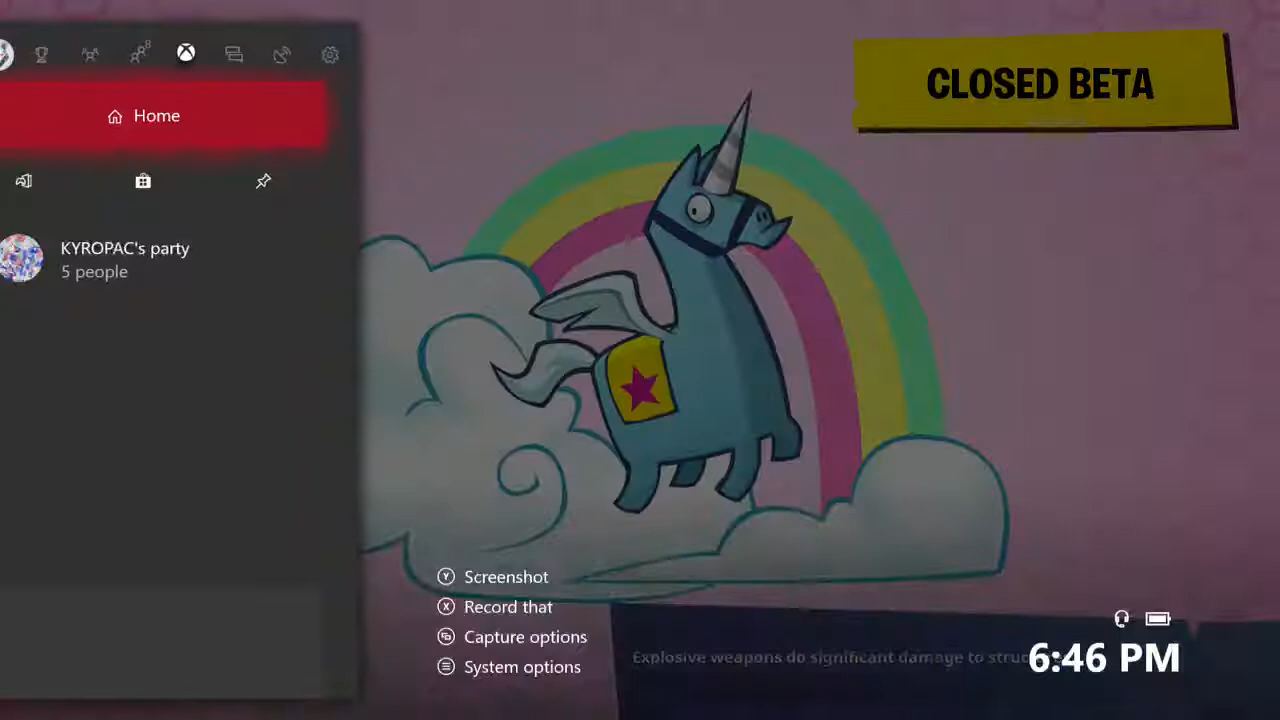 8
CLOSED BETA
Home
KYROPAC's party
5 people
Y Screenshot
X Record that
Capture options
System options
Explosive weapons do significant damage to
6:46 PM